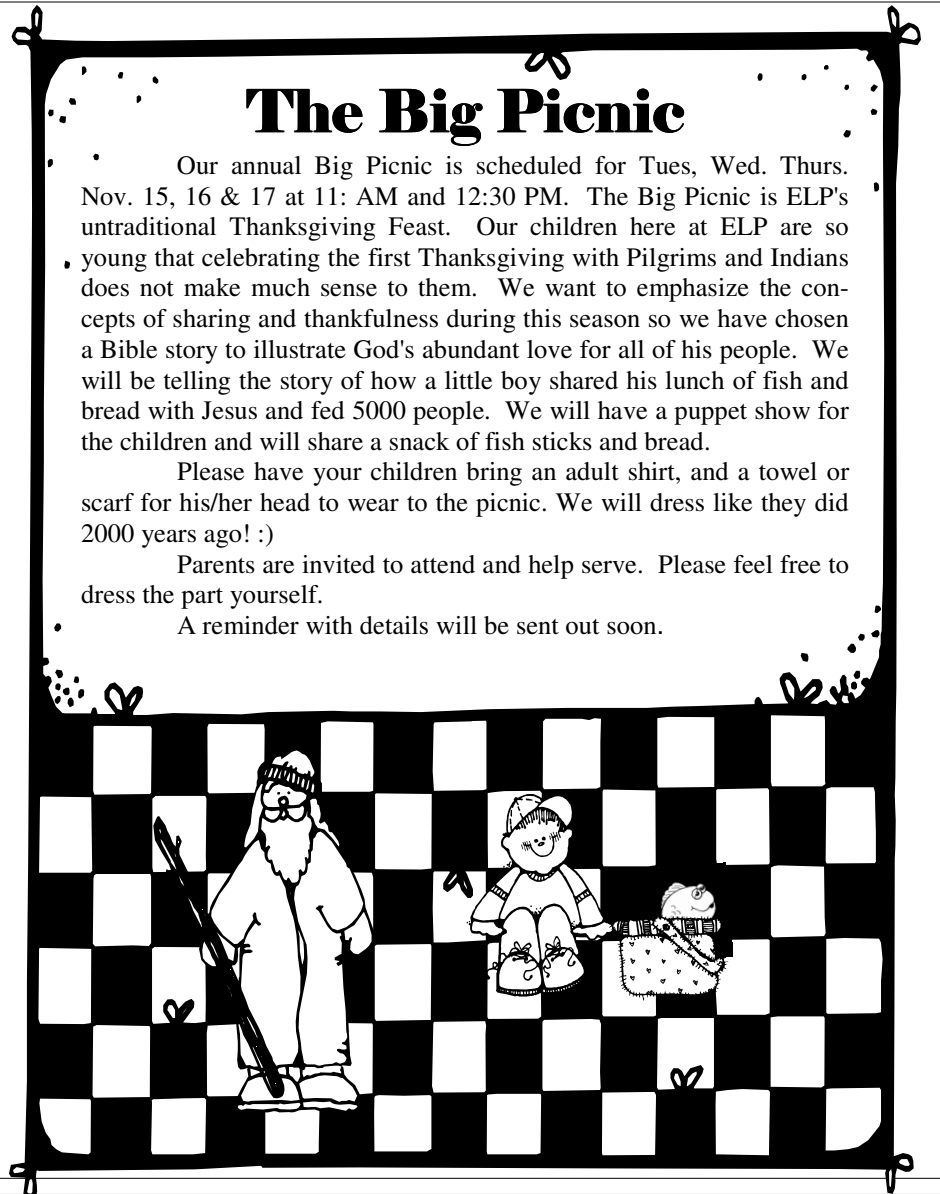 The Big Picnic
Our annual Big Picnic is scheduled for Tues, Wed. Thurs.
Nov. 15, 16 & 17 at 11: AM and 12:30 PM. The Big Picnic is ELP's
untraditional Thanksgiving Feast. Our children here at ELP are so
young that celebrating the first Thanksgiving with Pilgrims and Indians
does not make much sense to them. We want to emphasize the con-
cepts of sharing and thankfulness during this season so we have chosen
a Bible story to illustrate God's abundant love for all of his people. We
will be telling the story of how a little boy shared his lunch of fish and
bread with Jesus and fed 5000 people. We will have a puppet show for
the children and will share a snack of fish sticks and bread.
Please have your children bring an adult shirt, and a towel or
scarf for his/her head to wear to the picnic. We will dress like they did
2000 years ago! :)
Parents are invited to attend and help serve. Please feel free to
dress the part yourself.
A reminder with details will be sent out soon.